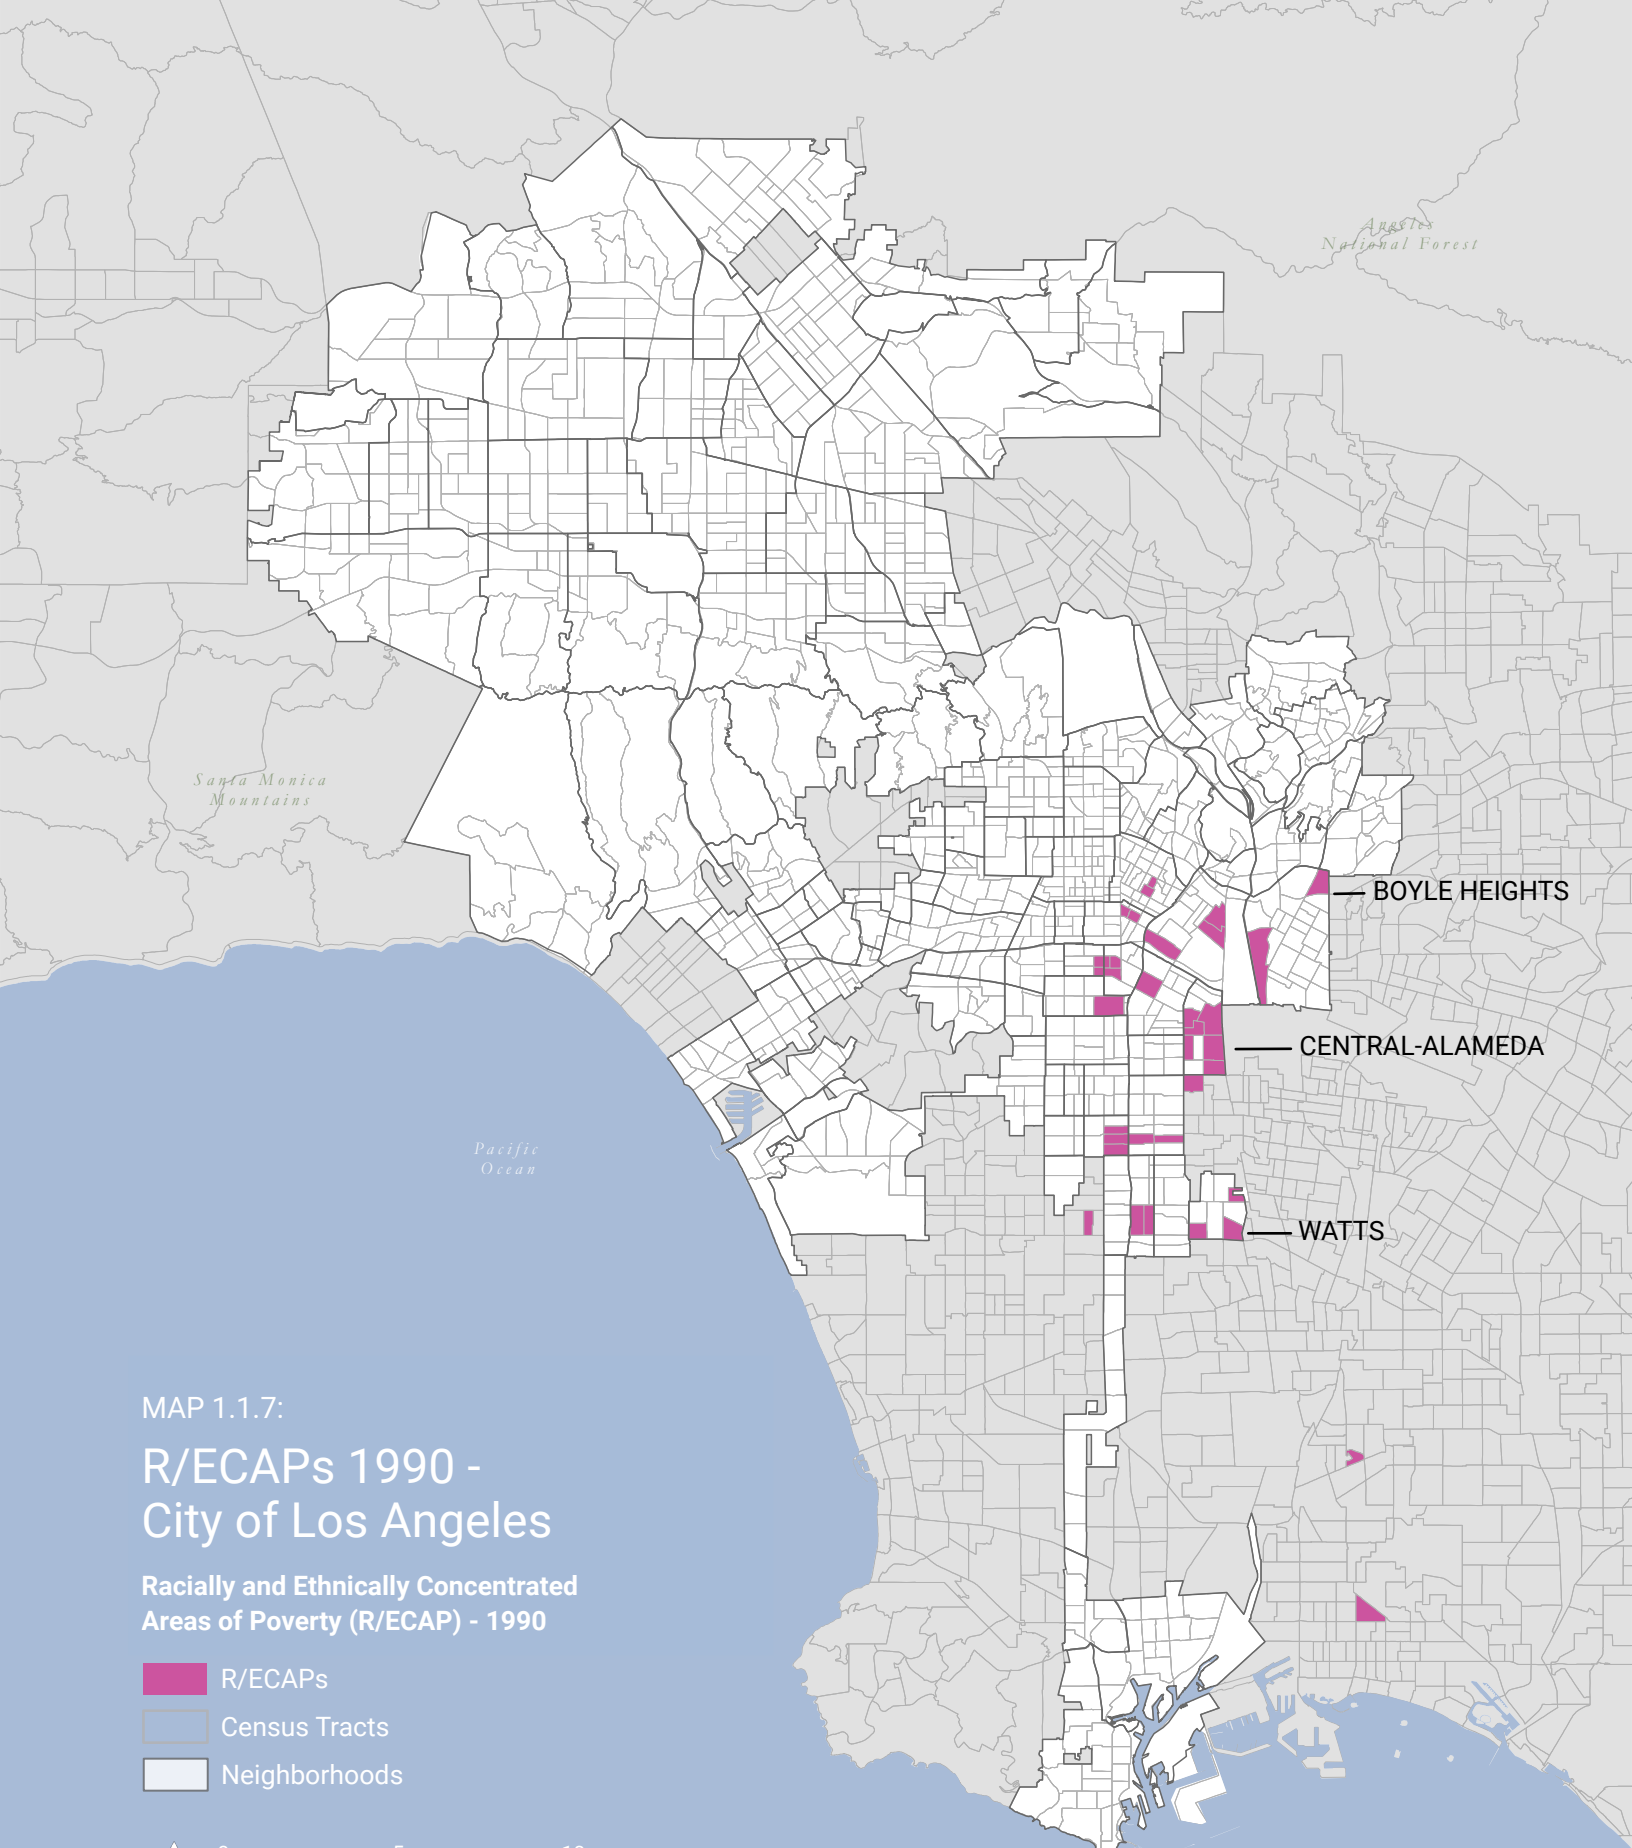 Angeles
National Forest
Santa Monica
Mountains
BOYLE HEIGHTS
CENTRAL-ALAMEDA
Pacific
Ocean
WATTS
MAP 1.1.7:
R/ECAPs 1990 -
City of Los Angeles
Racially and Ethnically Concentrated
Areas of Poverty (R/ECAP) - 1990
R/ECAPs
Census Tracts
Neighborhoods